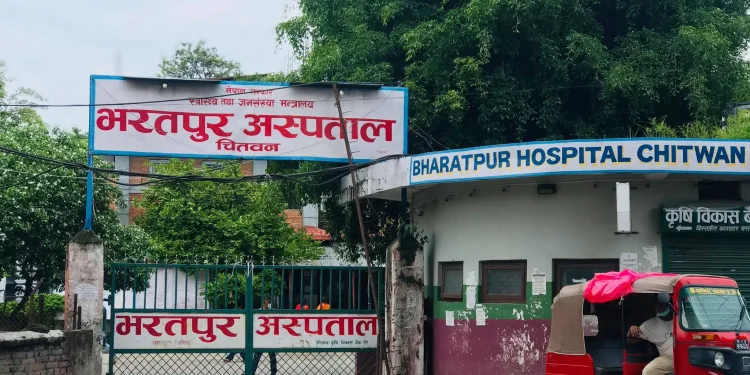 नेपाल सरकार
स्वास्थ्य तथा जनसंख्या मन्त्रालय
भरतपुर अस्पताल
चितवन
BHARATPUR HOSPITAL CHITWAN
कृषि विकास बै
भरतपुर अस्पताल